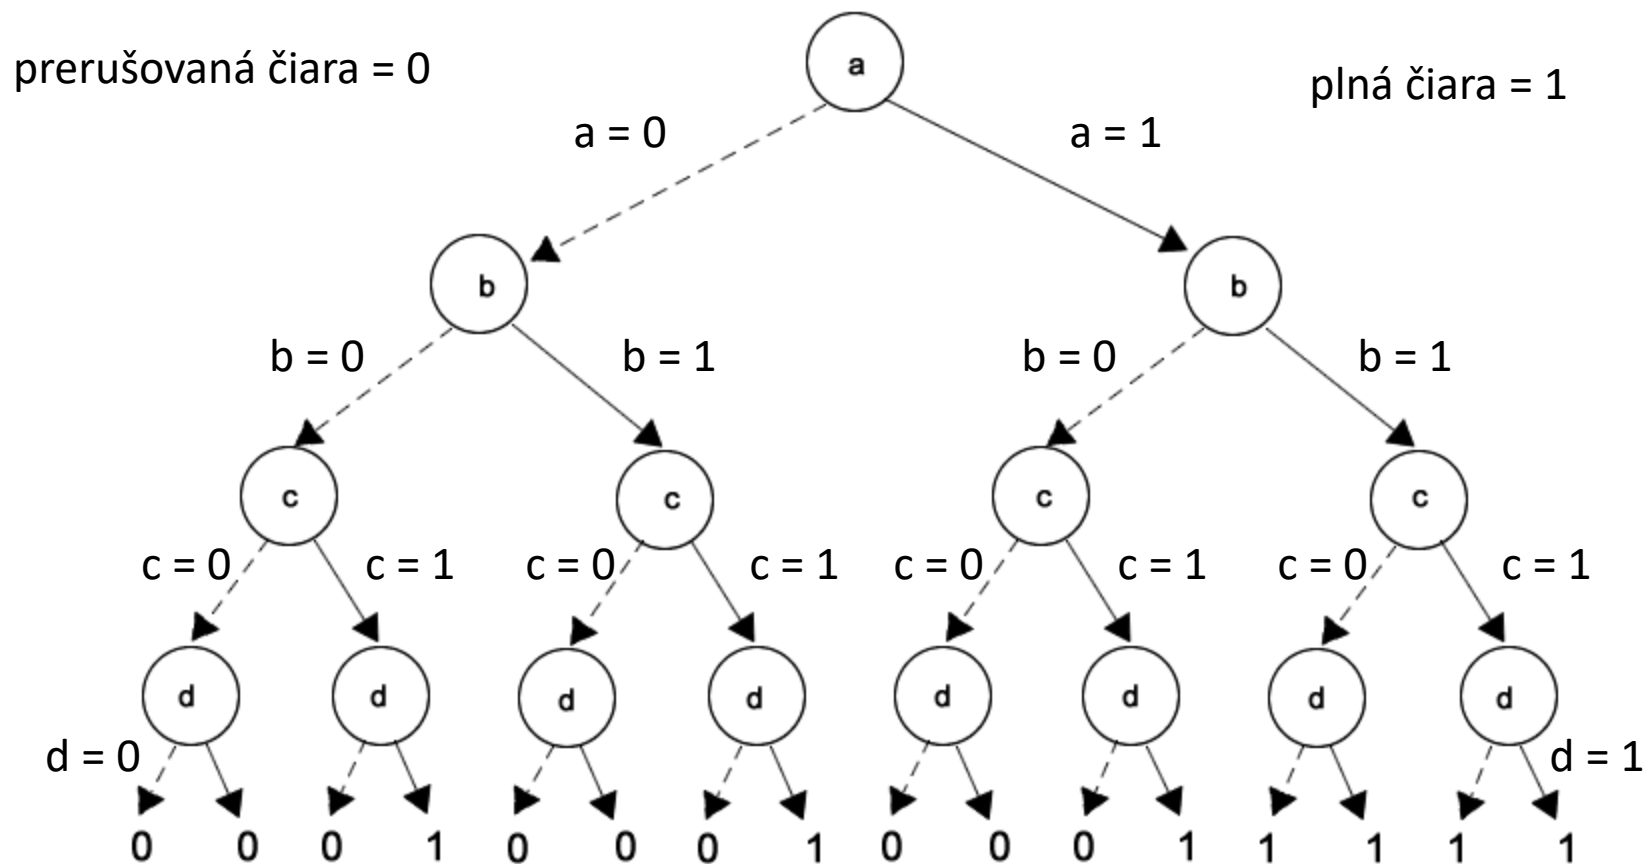 a
prerušovaná čiara = 0
plná čiara = 1
a = 0
a = 1
b
b
b = 0
b = 1
b = 0
b = 1
c
c
c
c
c = 0
c = 1
c = 0
c = 1
c = 0
c = 1
c = 0
c = 1
d
d
d
d
d
d
d
d
d = 0
d = 1
0 0 0 1 0 0 0 1 0 0 0 1 1 1 1 1